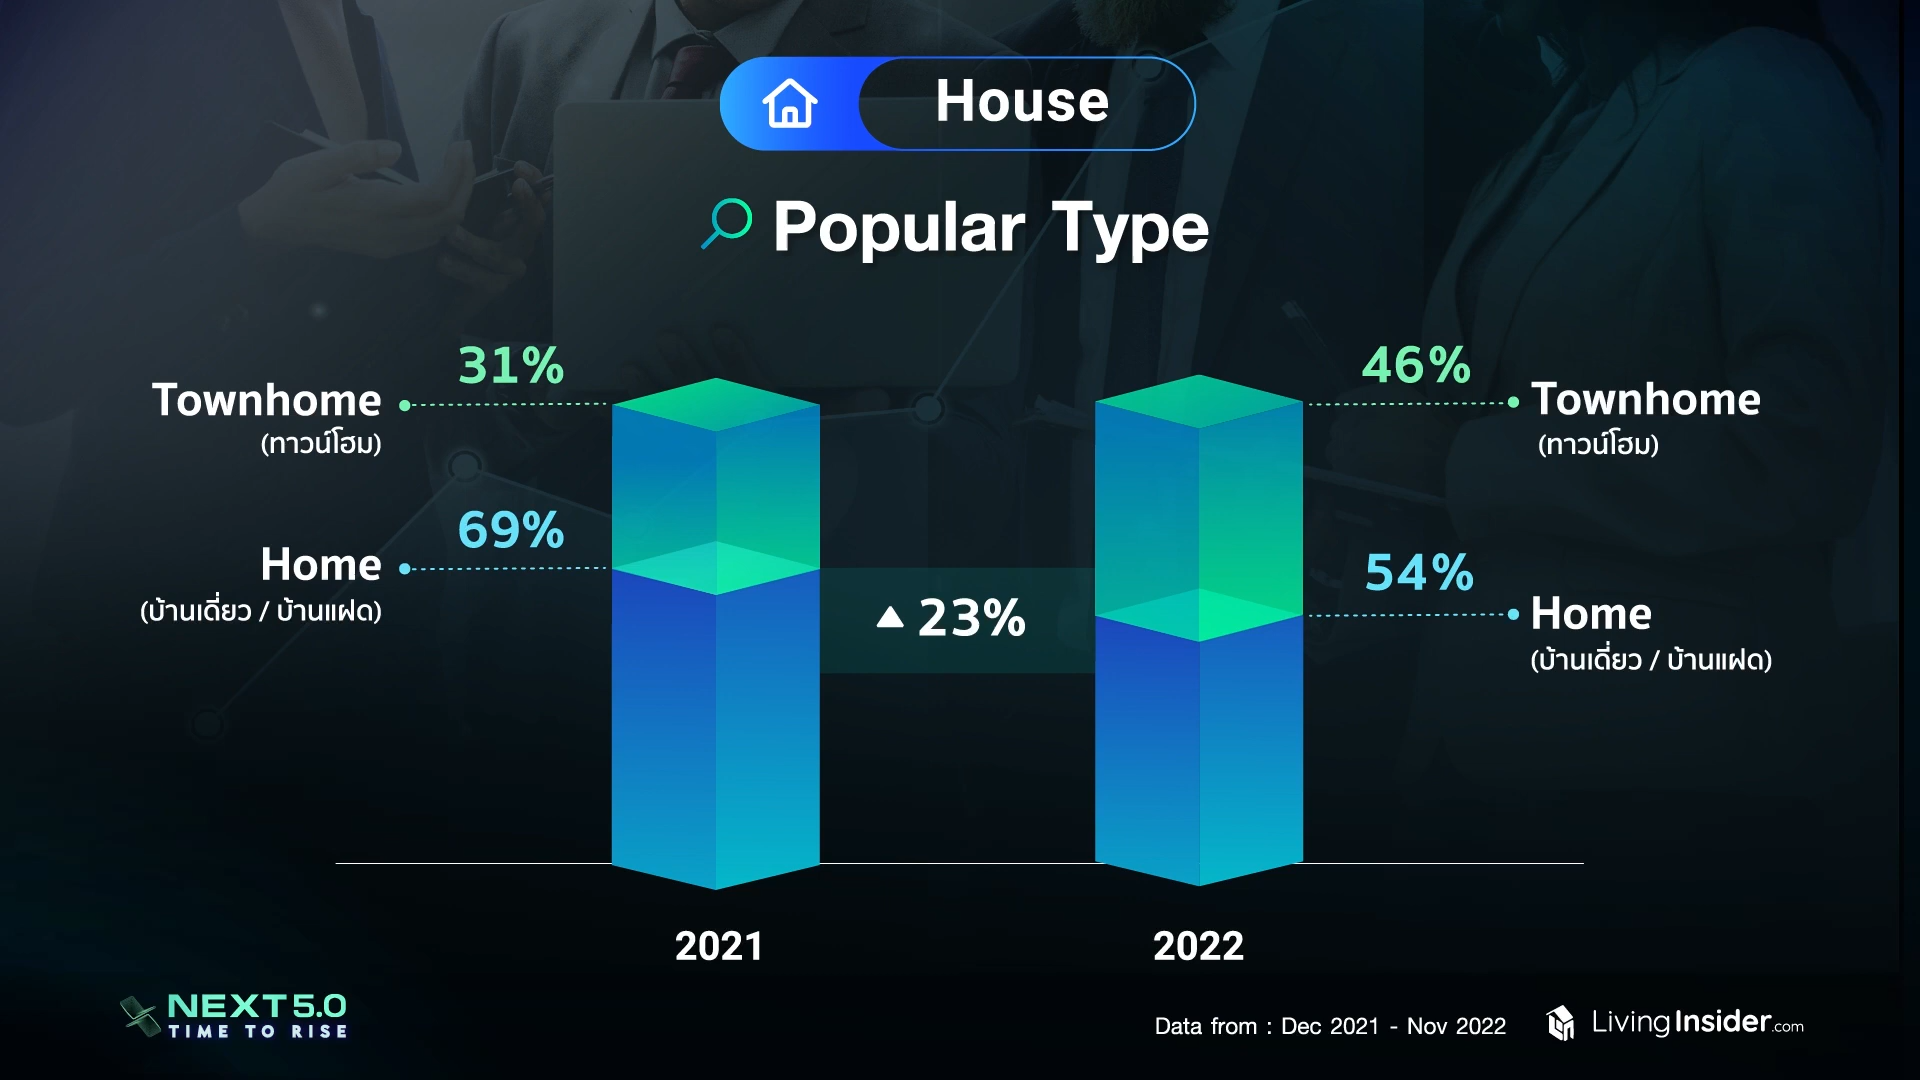 House
Popular Type
31%
Townhome
(ทาวน์โฮม)
69%
Home
(บ้านเดี่ยว / บ้านแฝด)
▲ 23%
46%
Townhome
(ทาวน์โฮม)
54%
Home
(บ้านเดี่ยว / บ้านแฝด)
2021
2022
NEXT 5.0
TIME TO RISE
Data from : Dec 2021 - Nov 2022
LivingInsider.com